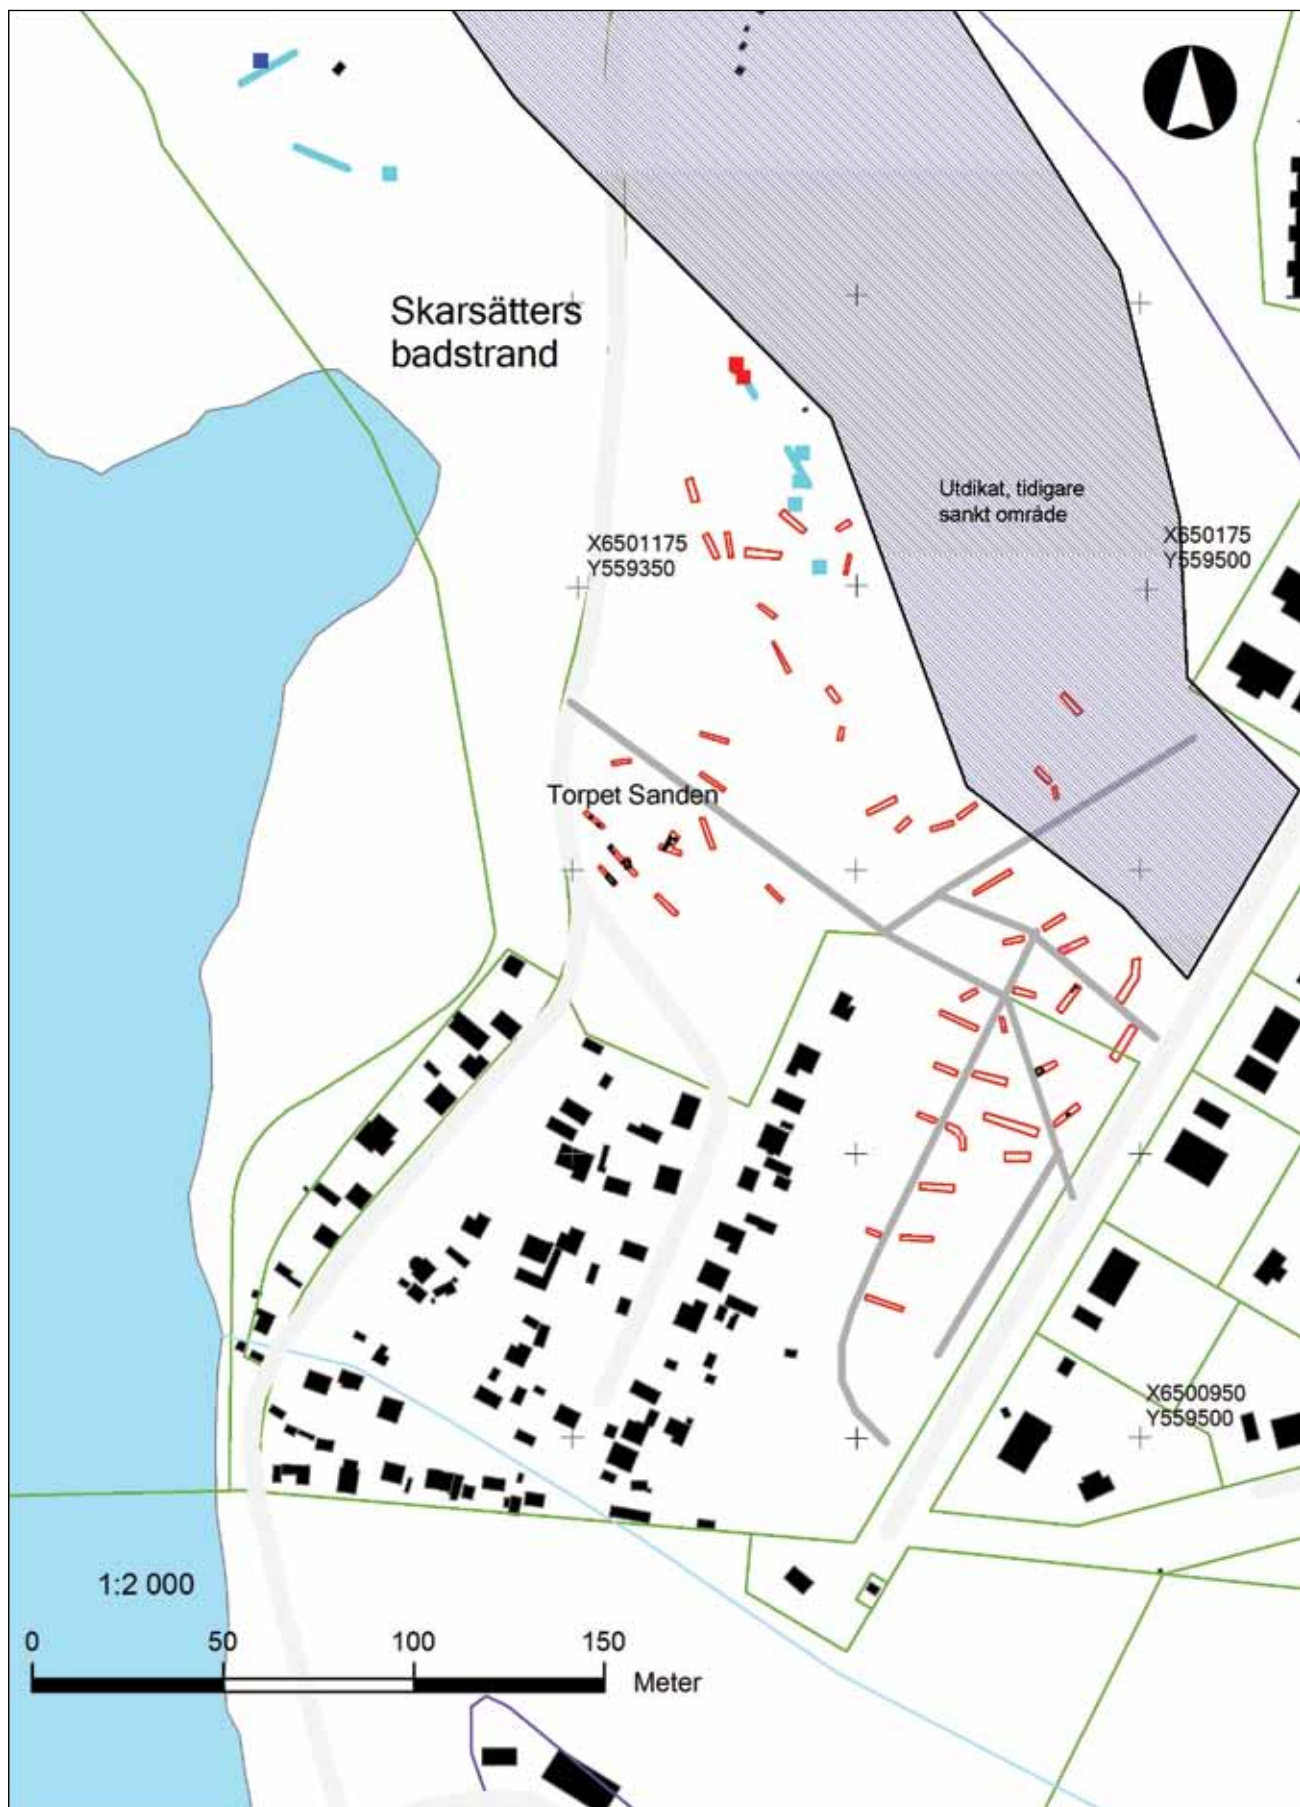 Skarsätters
badstrand
Utdikat, tidigare
sankt område
X6501175
Y559350
X650175
Y559500
Torpet Sanden
X6500950
Y559500
1:2 000
0 50 100 150
Meter